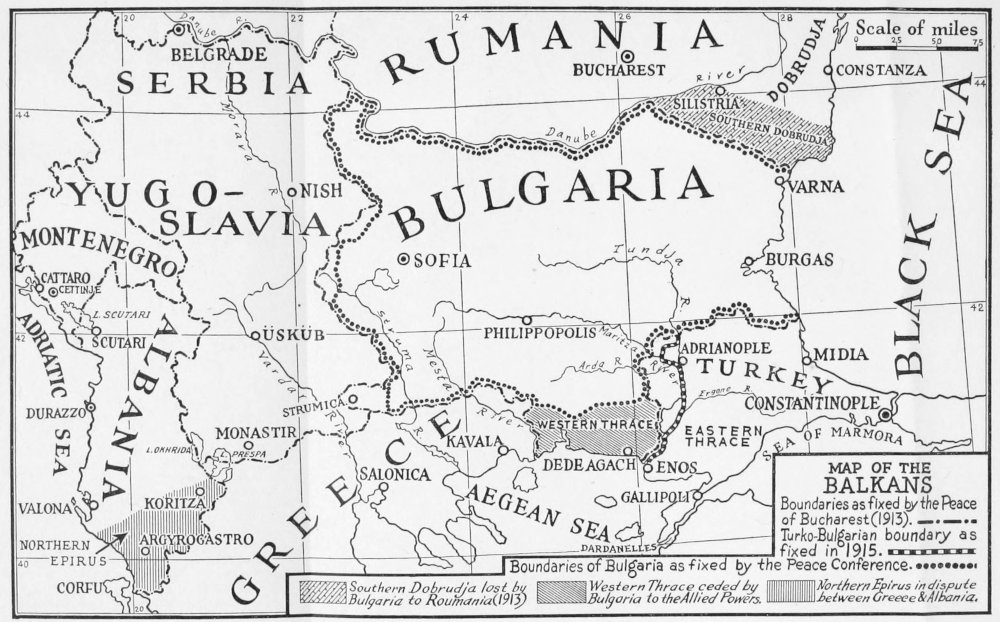 20
22
24
26
28
Scale of miles
0 25 50 75
Danube R.
BELGRADE
RUMANIA
BUCHAREST
River
DOBRUDJA
CONSTANZA
SERBIA
Morava
44
44
SILISTRIA
SOUTHERN DOBRUDJA
Danube
BLACK SEA
YUGO-
SLAVIA
NISH
R.
BULGARIA
VARNA
MONTENEGRO
SOFIA
Tundja
R.
BURGAS
CATTARO
CETTINJE
L. SCUTARI
SCUTARI
ADRIATIC SEA
ALBANIA
ÜSKÜB
Vardar
River
Struma
R.
Mesta
River
PHILIPPOPOLIS
Maritza
River
Arda R.
42
42
ADRIANOPLE
TURKEY
MIDIA
Ergene R.
CONSTANTINOPLE
DURAZZO
STRUMICA
MONASTIR
L. OKHRIDA
L. PRESPA
GREECE
KAVALA
WESTERN THRACE
EASTERN
THRACE
SEA OF MARMORA
SALONICA
DEDEAGACH
ENOS
VALONA
KORITZA
AEGEAN SEA
GALLIPOLI
NORTHERN
EPIRUS
ARGYROGASTRO
DARDANELLES
40
CORFU
20
MAP OF THE
BALKANS
Boundaries as fixed by the Peace
of Bucharest (1913).
Turko-Bulgarian boundary as
fixed in 1915.
Boundaries of Bulgaria as fixed by the Peace Conference.
Southern Dobrudja lost by
Bulgaria to Roumania (1913)
Western Thrace ceded by
Bulgaria to the Allied Powers.
Northern Epirus in dispute
between Greece & Albania.